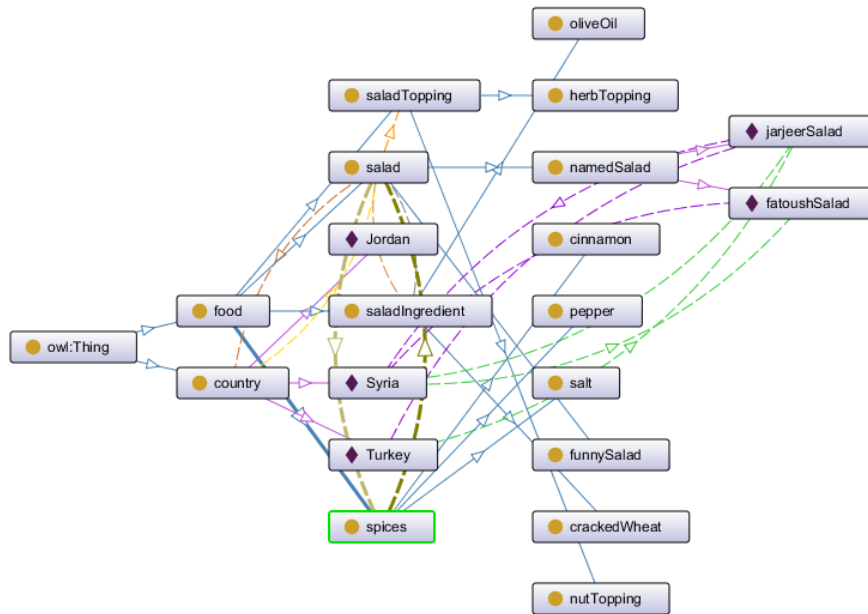 oliveOil
saladTopping
herbTopping
jarjeerSalad
salad
namedSalad
fatoushSalad
Jordan
cinnamon
food
saladIngredient
pepper
owl:Thing
country
Syria
salt
Turkey
funnySalad
spices
crackedWheat
nutTopping